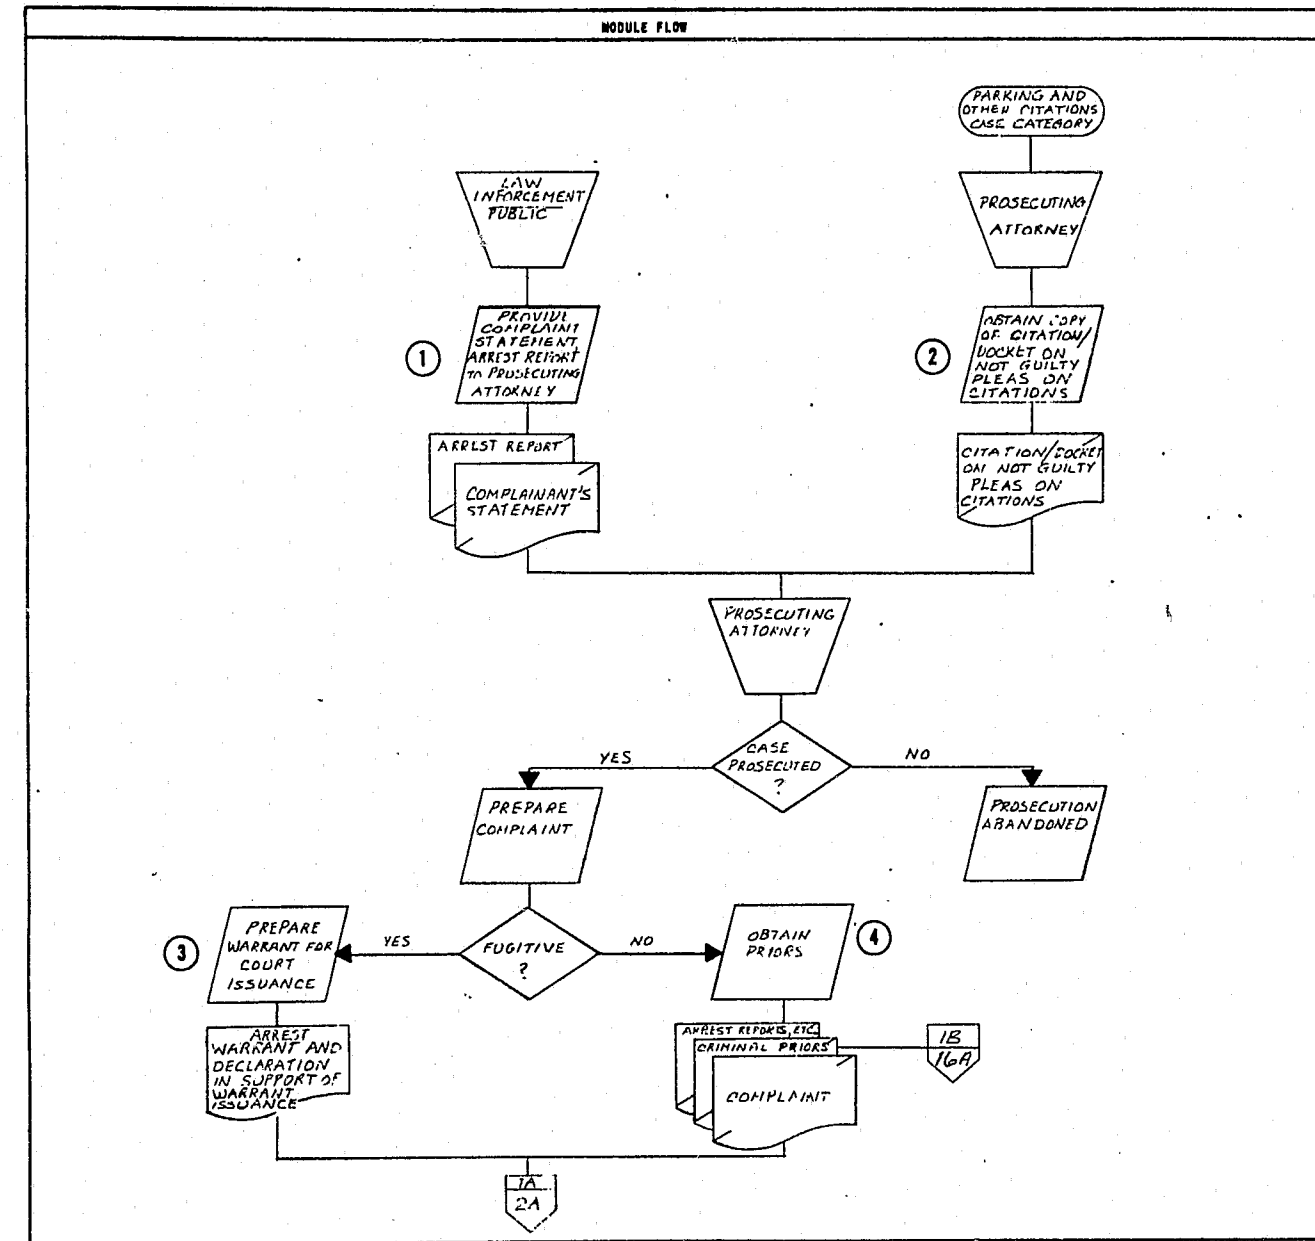 MODULE FLOW
PARKING AND
OTHER CITATIONS
CASE CATEGORY
LAW
INFORCEMENT
PUBLIC
PROSECUTING
ATTORNEY
1
PROVIDE
COMPLAINT
STATEMENT,
ARREST REPORT
TO PROSECUTING
ATTORNEY
2
OBTAIN COPY
OF CITATION/
DOCKET ON
NOT GUILTY
PLEAS ON
CITATIONS
ARREST REPORT
COMPLAINANT'S
STATEMENT
CITATION/DOCKET
ON NOT GUILTY
PLEAS ON
CITATIONS
PROSECUTING
ATTORNEY
CASE
PROSECUTED
?
YES
NO
PREPARE
COMPLAINT
PROSECUTION
ABANDONED
3
PREPARE
WARRANT FOR
COURT
ISSUANCE
YES
FUGITIVE
?
NO
OBTAIN
PRIORS
4
ARREST
WARRANT AND
DECLARATION
IN SUPPORT OF
WARRANT
ISSUANCE
ARREST REPORTS, ETC.
CRIMINAL PRIORS
COMPLAINT
1B
16A
1A
2A